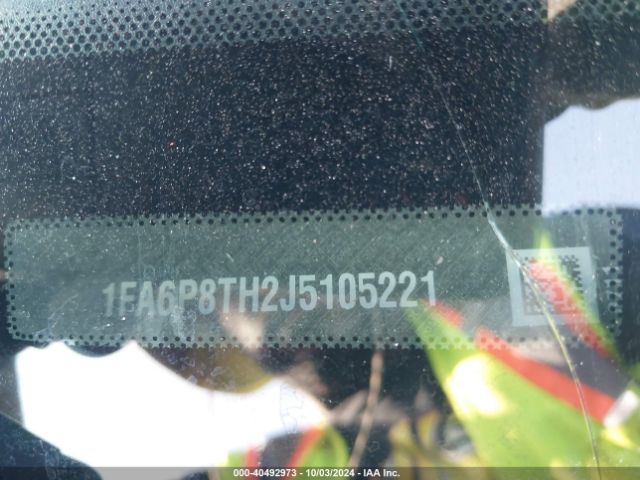 1FA6P8TH2J5105221
000-40492973 - 10/03/2024 - IAA Inc.